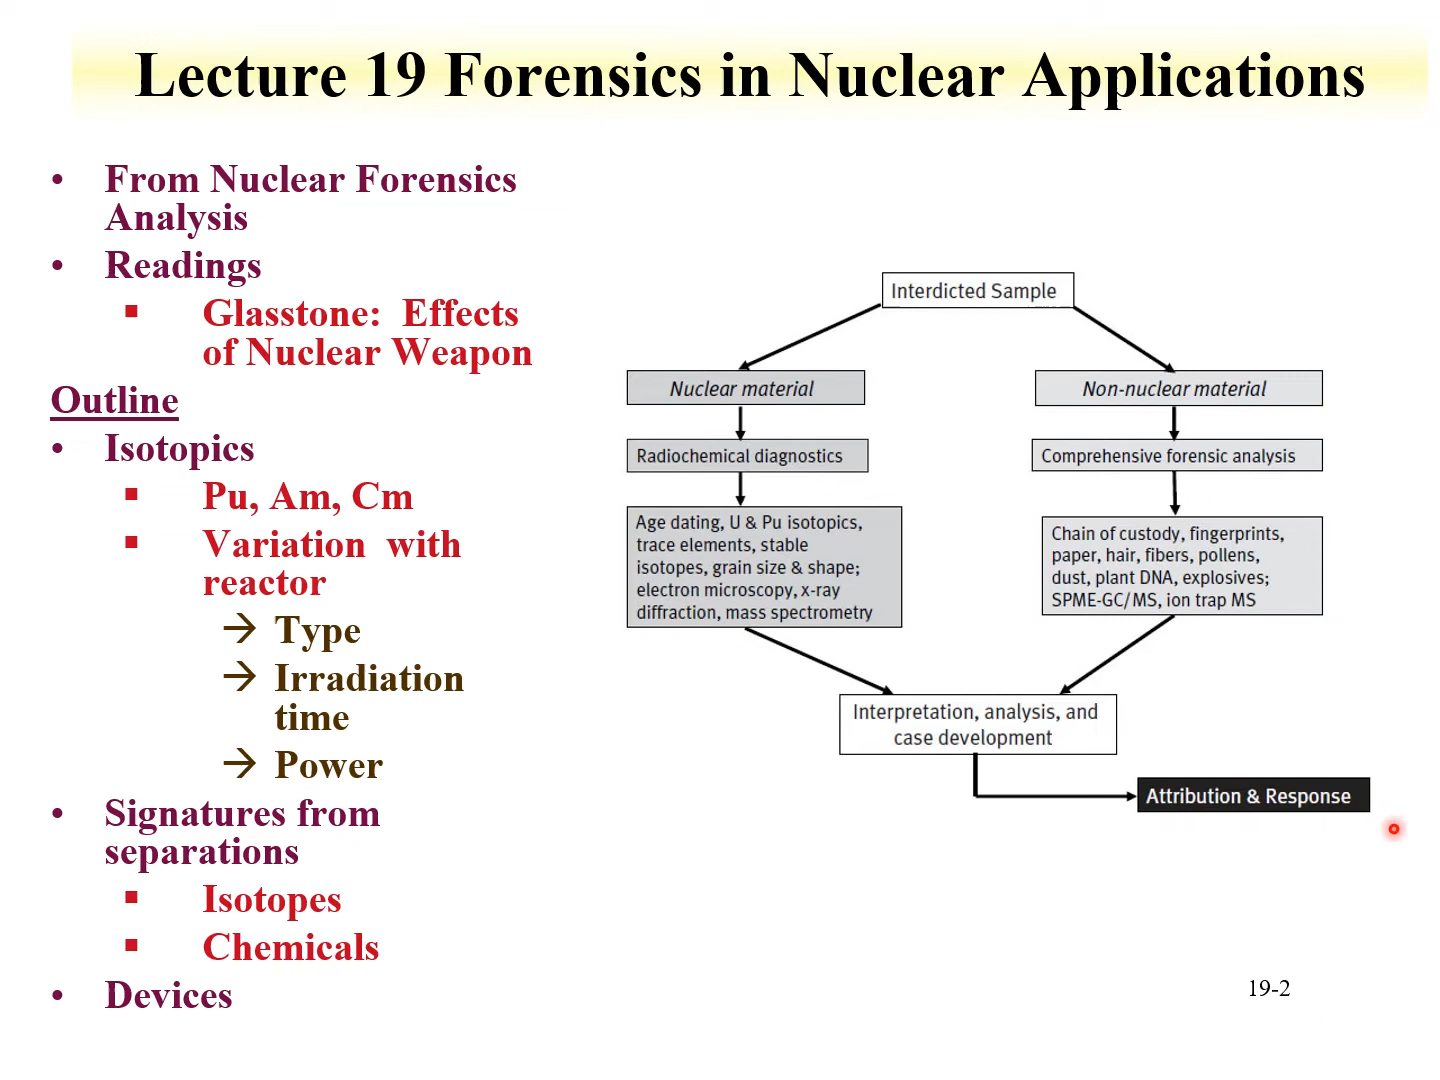 Lecture 19 Forensics in Nuclear Applications
• From Nuclear Forensics
Analysis
• Readings
▪ Glasstone: Effects
of Nuclear Weapon
Outline
• Isotopics
▪ Pu, Am, Cm
▪ Variation with
reactor
→ Type
→ Irradiation
time
→ Power
• Signatures from
separations
▪ Isotopes
▪ Chemicals
• Devices
Interdicted Sample
Nuclear material
Radiochemical diagnostics
Age dating, U & Pu isotopics,
trace elements, stable
isotopes, grain size & shape;
electron microscopy, x-ray
diffraction, mass spectrometry
Non-nuclear material
Comprehensive forensic analysis
Chain of custody, fingerprints,
paper, hair, fibers, pollens,
dust, plant DNA, explosives;
SPME-GC/MS, ion trap MS
Interpretation, analysis, and
case development
Attribution & Response
19-2